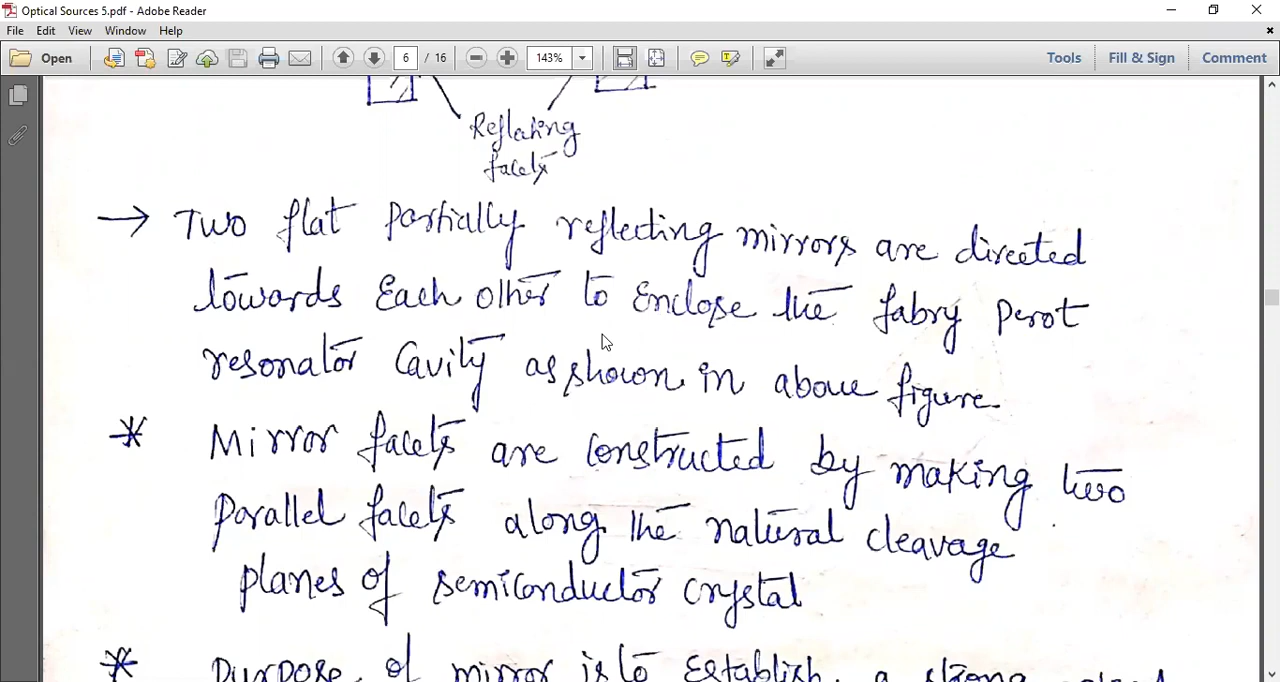 Optical Sources 5.pdf - Adobe Reader
File Edit View Window Help
Open 6 / 16 143% Tools Fill & Sign Comment
Reflecting
facets
→ Two flat partially reflecting mirrors are directed
towards Each other to Enclose the fabry perot
resonator Cavity as shown in above figure.
* Mirror facets are constructed by making two
parallel facets along the natural cleavage
planes of semiconductor crystal
* Purpose of mirror is to establish a strong